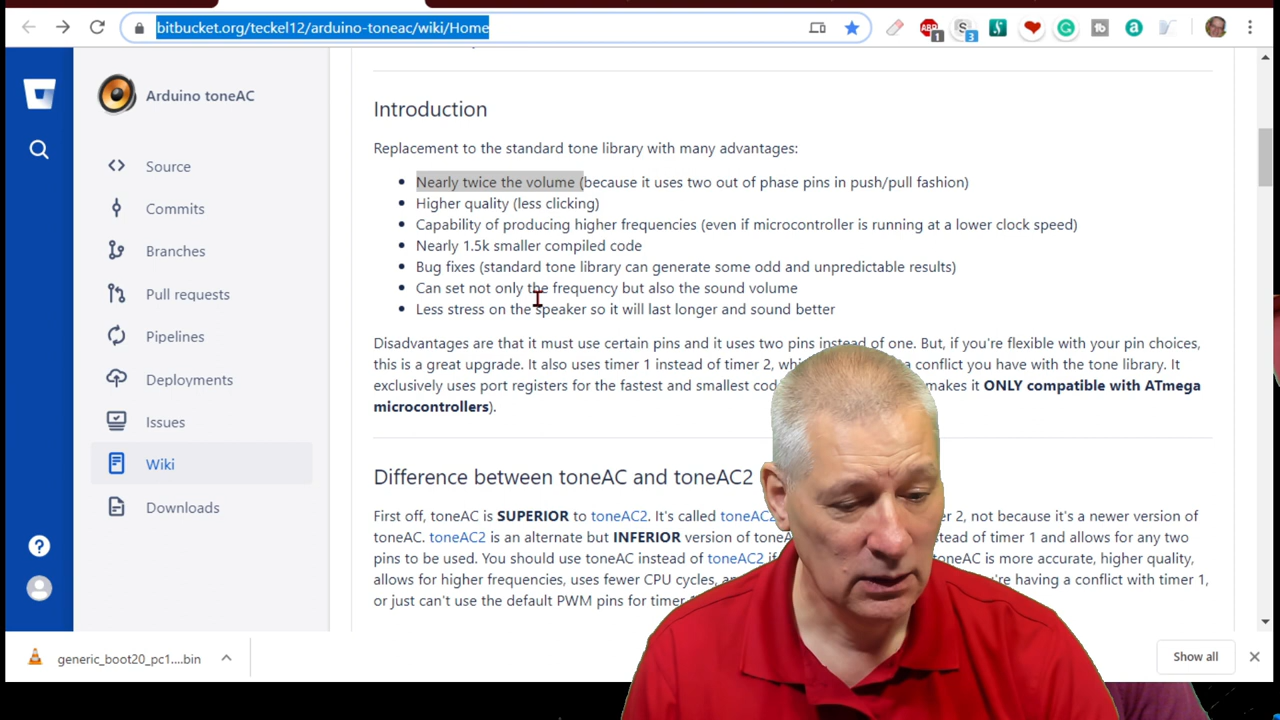 bitbucket.org/teckel12/arduino-toneac/wiki/Home
1
3
Arduino toneAC
Source
Commits
Branches
Pull requests
Pipelines
Deployments
Issues
Wiki
Downloads
Introduction
Replacement to the standard tone library with many advantages:
Nearly twice the volume (because it uses two out of phase pins in push/pull fashion)
Higher quality (less clicking)
Capability of producing higher frequencies (even if microcontroller is running at a lower clock speed)
Nearly 1.5k smaller compiled code
Bug fixes (standard tone library can generate some odd and unpredictable results)
Can set not only the frequency but also the sound volume
Less stress on the speaker so it will last longer and sound better
Disadvantages are that it must use certain pins and it uses two pins instead of one. But, if you're flexible with your pin choices,
this is a great upgrade. It also uses timer 1 instead of timer 2, a conflict you have with the tone library. It
exclusively uses port registers for the fastest and smallest makes it ONLY compatible with ATmega
microcontrollers).
Difference between toneAC and toneAC2
First off, toneAC is SUPERIOR to toneAC2. It's called toneAC2 2, not because it's a newer version of
toneAC. toneAC2 is an alternate but INFERIOR version of instead of timer 1 and allows for any two
pins to be used. You should use toneAC instead of toneAC2 toneAC is more accurate, higher quality,
allows for higher frequencies, uses fewer CPU cycles, you're having a conflict with timer 1,
or just can't use the default PWM pins for timer
generic_boot20_pc1....bin
Show all